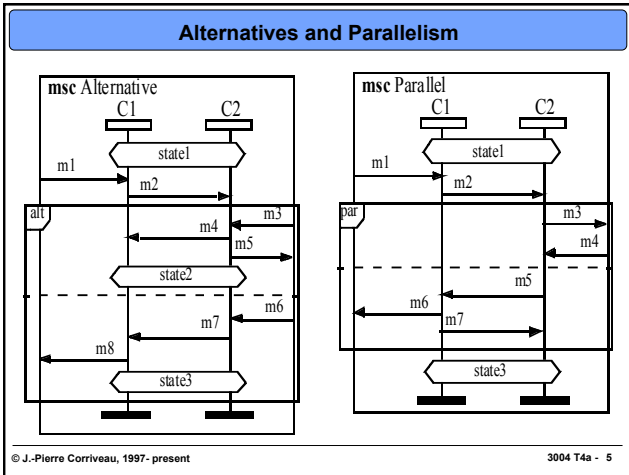 Alternatives and Parallelism
msc Alternative
C1 C2
state1
m1
m2
alt
m3
m4
m5
state2
m6
m7
m8
state3
msc Parallel
C1 C2
state1
m1
m2
par
m3
m4
m5
m6
m7
state3
© J.-Pierre Corriveau, 1997- present
3004 T4a - 5